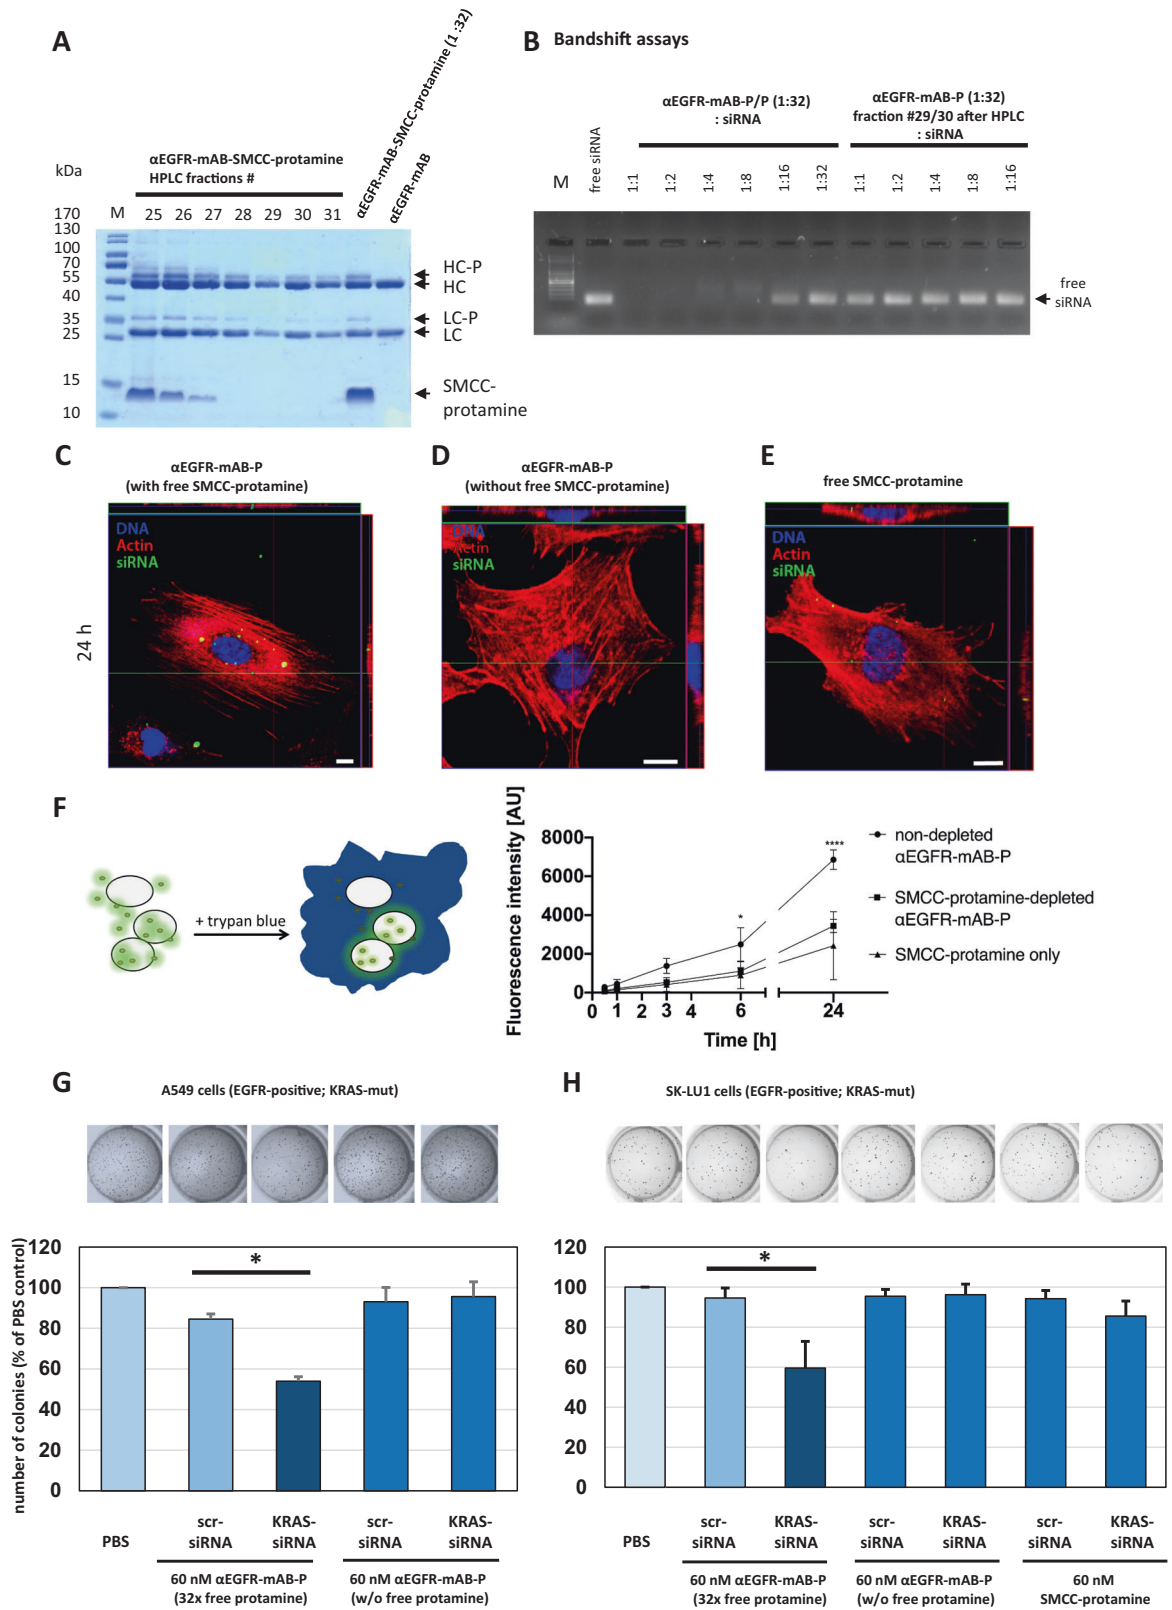 A
αEGFR-mAB-SMCC-protamine (1 :32)
αEGFR-mAB
αEGFR-mAB-SMCC-protamine
HPLC fractions #
kDa
M 25 26 27 28 29 30 31
170
130
100
70
55
40
35
25
15
10
HC-P
HC
LC-P
LC
SMCC-
protamine
B Bandshift assays
αEGFR-mAB-P/P (1:32)
: siRNA
αEGFR-mAB-P (1:32)
fraction #29/30 after HPLC
: siRNA
M free siRNA 1:1 1:2 1:4 1:8 1:16 1:32 1:1 1:2 1:4 1:8 1:16
free
siRNA
C
αEGFR-mAB-P
(with free SMCC-protamine)
DNA
Actin
siRNA
24 h
D
αEGFR-mAB-P
(without free SMCC-protamine)
DNA
Actin
siRNA
E
free SMCC-protamine
DNA
Actin
siRNA
F
+ trypan blue
Fluorescence intensity [AU]
8000
6000
4000
2000
0
0 1 2 3 4 6 24
Time [h]
*
****
non-depleted
αEGFR-mAB-P
SMCC-protamine-depleted
αEGFR-mAB-P
SMCC-protamine only
G
A549 cells (EGFR-positive; KRAS-mut)
number of colonies (% of PBS control)
120
100
80
60
40
20
0
*
PBS
scr-
siRNA
KRAS-
siRNA
scr-
siRNA
KRAS-
siRNA
60 nM αEGFR-mAB-P
(32x free protamine)
60 nM αEGFR-mAB-P
(w/o free protamine)
H
SK-LU1 cells (EGFR-positive; KRAS-mut)
120
100
80
60
40
20
0
*
PBS
scr-
siRNA
KRAS-
siRNA
scr-
siRNA
KRAS-
siRNA
scr-
siRNA
KRAS-
siRNA
60 nM αEGFR-mAB-P
(32x free protamine)
60 nM αEGFR-mAB-P
(w/o free protamine)
60 nM
SMCC-protamine